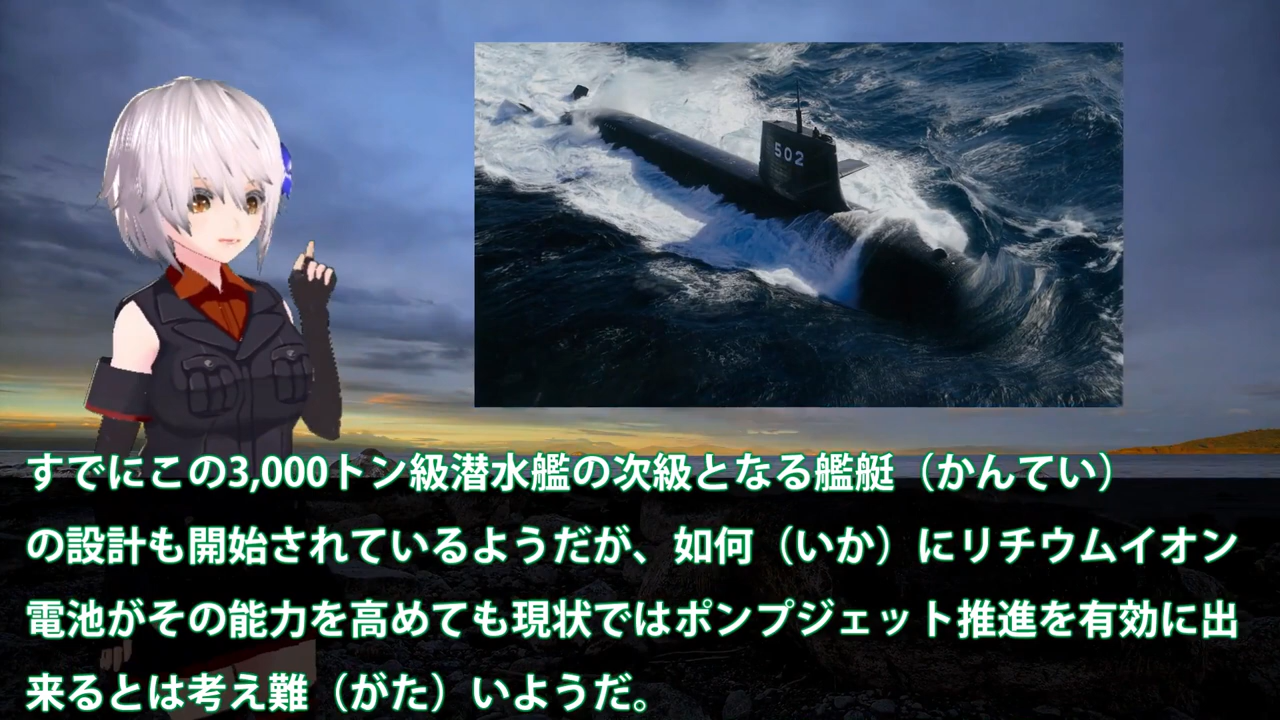 502
すでにこの3,000トン級潜水艦の次級となる艦艇（かんてい）
の設計も開始されているようだが、如何（いか）にリチウムイオン
電池がその能力を高めても現状ではポンプジェット推進を有効に出
来るとは考え難（がた）いようだ。